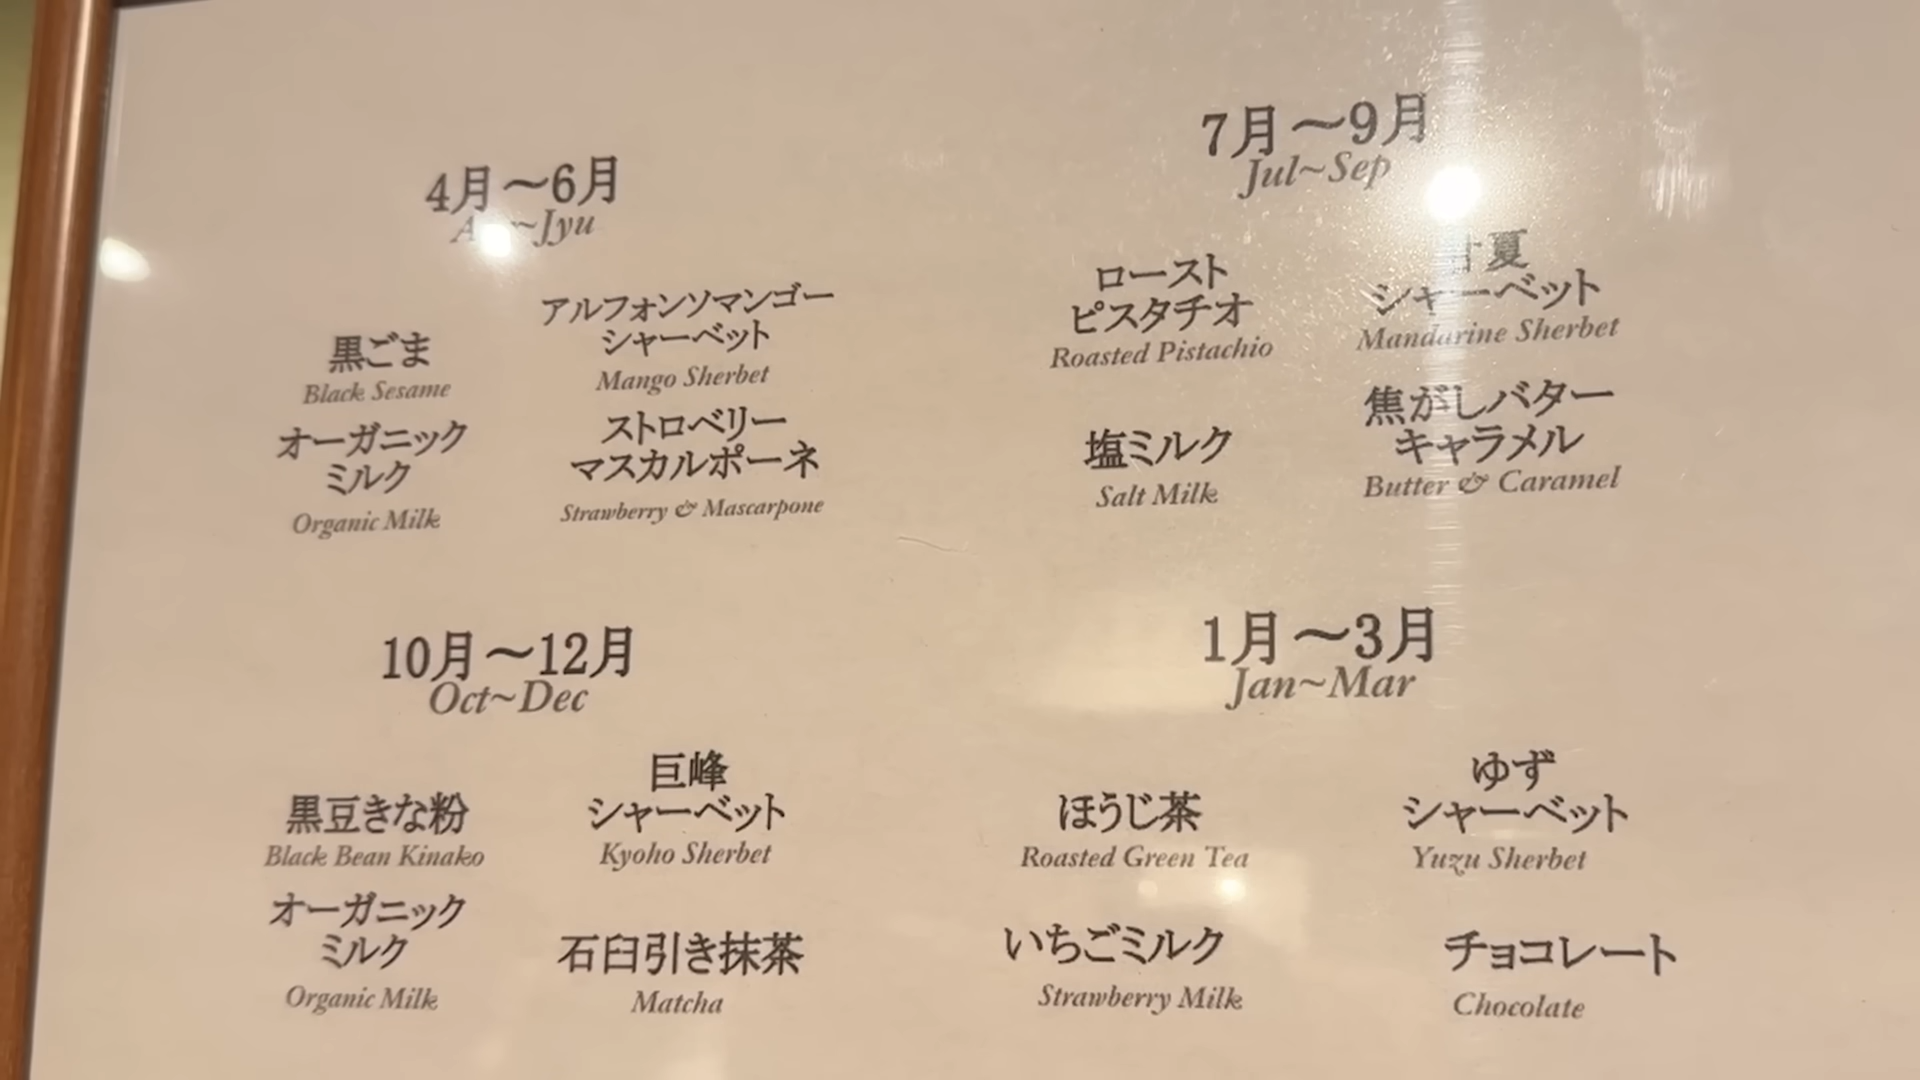 4月～6月
~Jyu
黒ごま
Black Sesame
アルフォンソマンゴー
シャーベット
Mango Sherbet
オーガニック
ミルク
Organic Milk
ストロベリー
マスカルポーネ
Strawberry & Mascarpone
7月～9月
Jul~Sep
ロースト
ピスタチオ
Roasted Pistachio
夏
シャーベット
Mandarine Sherbet
塩ミルク
Salt Milk
焦がしバター
キャラメル
Butter & Caramel
10月～12月
Oct~Dec
黒豆きな粉
Black Bean Kinako
巨峰
シャーベット
Kyoho Sherbet
オーガニック
ミルク
Organic Milk
石臼引き抹茶
Matcha
1月～3月
Jan~Mar
ほうじ茶
Roasted Green Tea
ゆず
シャーベット
Yuzu Sherbet
いちごミルク
Strawberry Milk
チョコレート
Chocolate